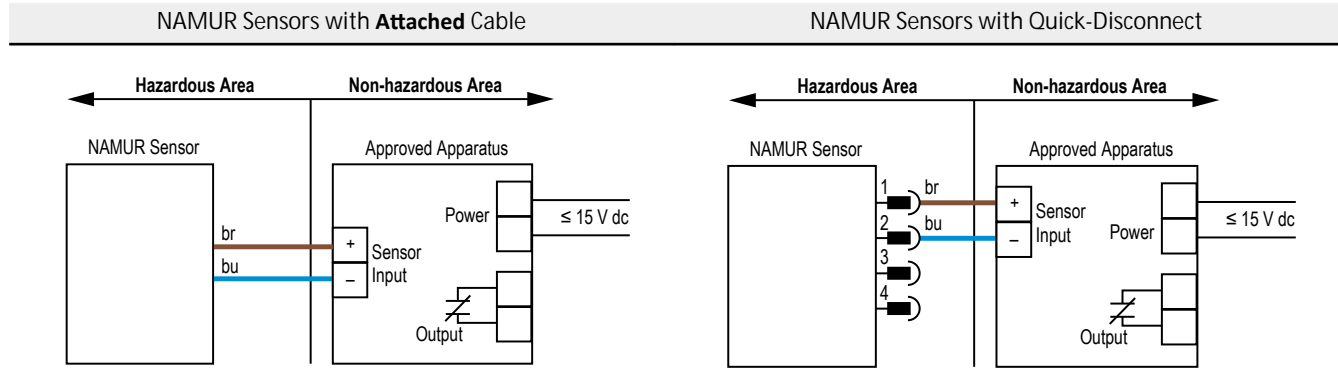 NAMUR Sensors with Attached Cable
Hazardous Area
Non-hazardous Area
NAMUR Sensor
Approved Apparatus
Power
≤ 15 V dc
br
+
Sensor
bu
–
Input
Output
NAMUR Sensors with Quick-Disconnect
Hazardous Area
Non-hazardous Area
NAMUR Sensor
Approved Apparatus
1
br
+
Sensor
2
bu
–
Input
Power
≤ 15 V dc
3
4
Output